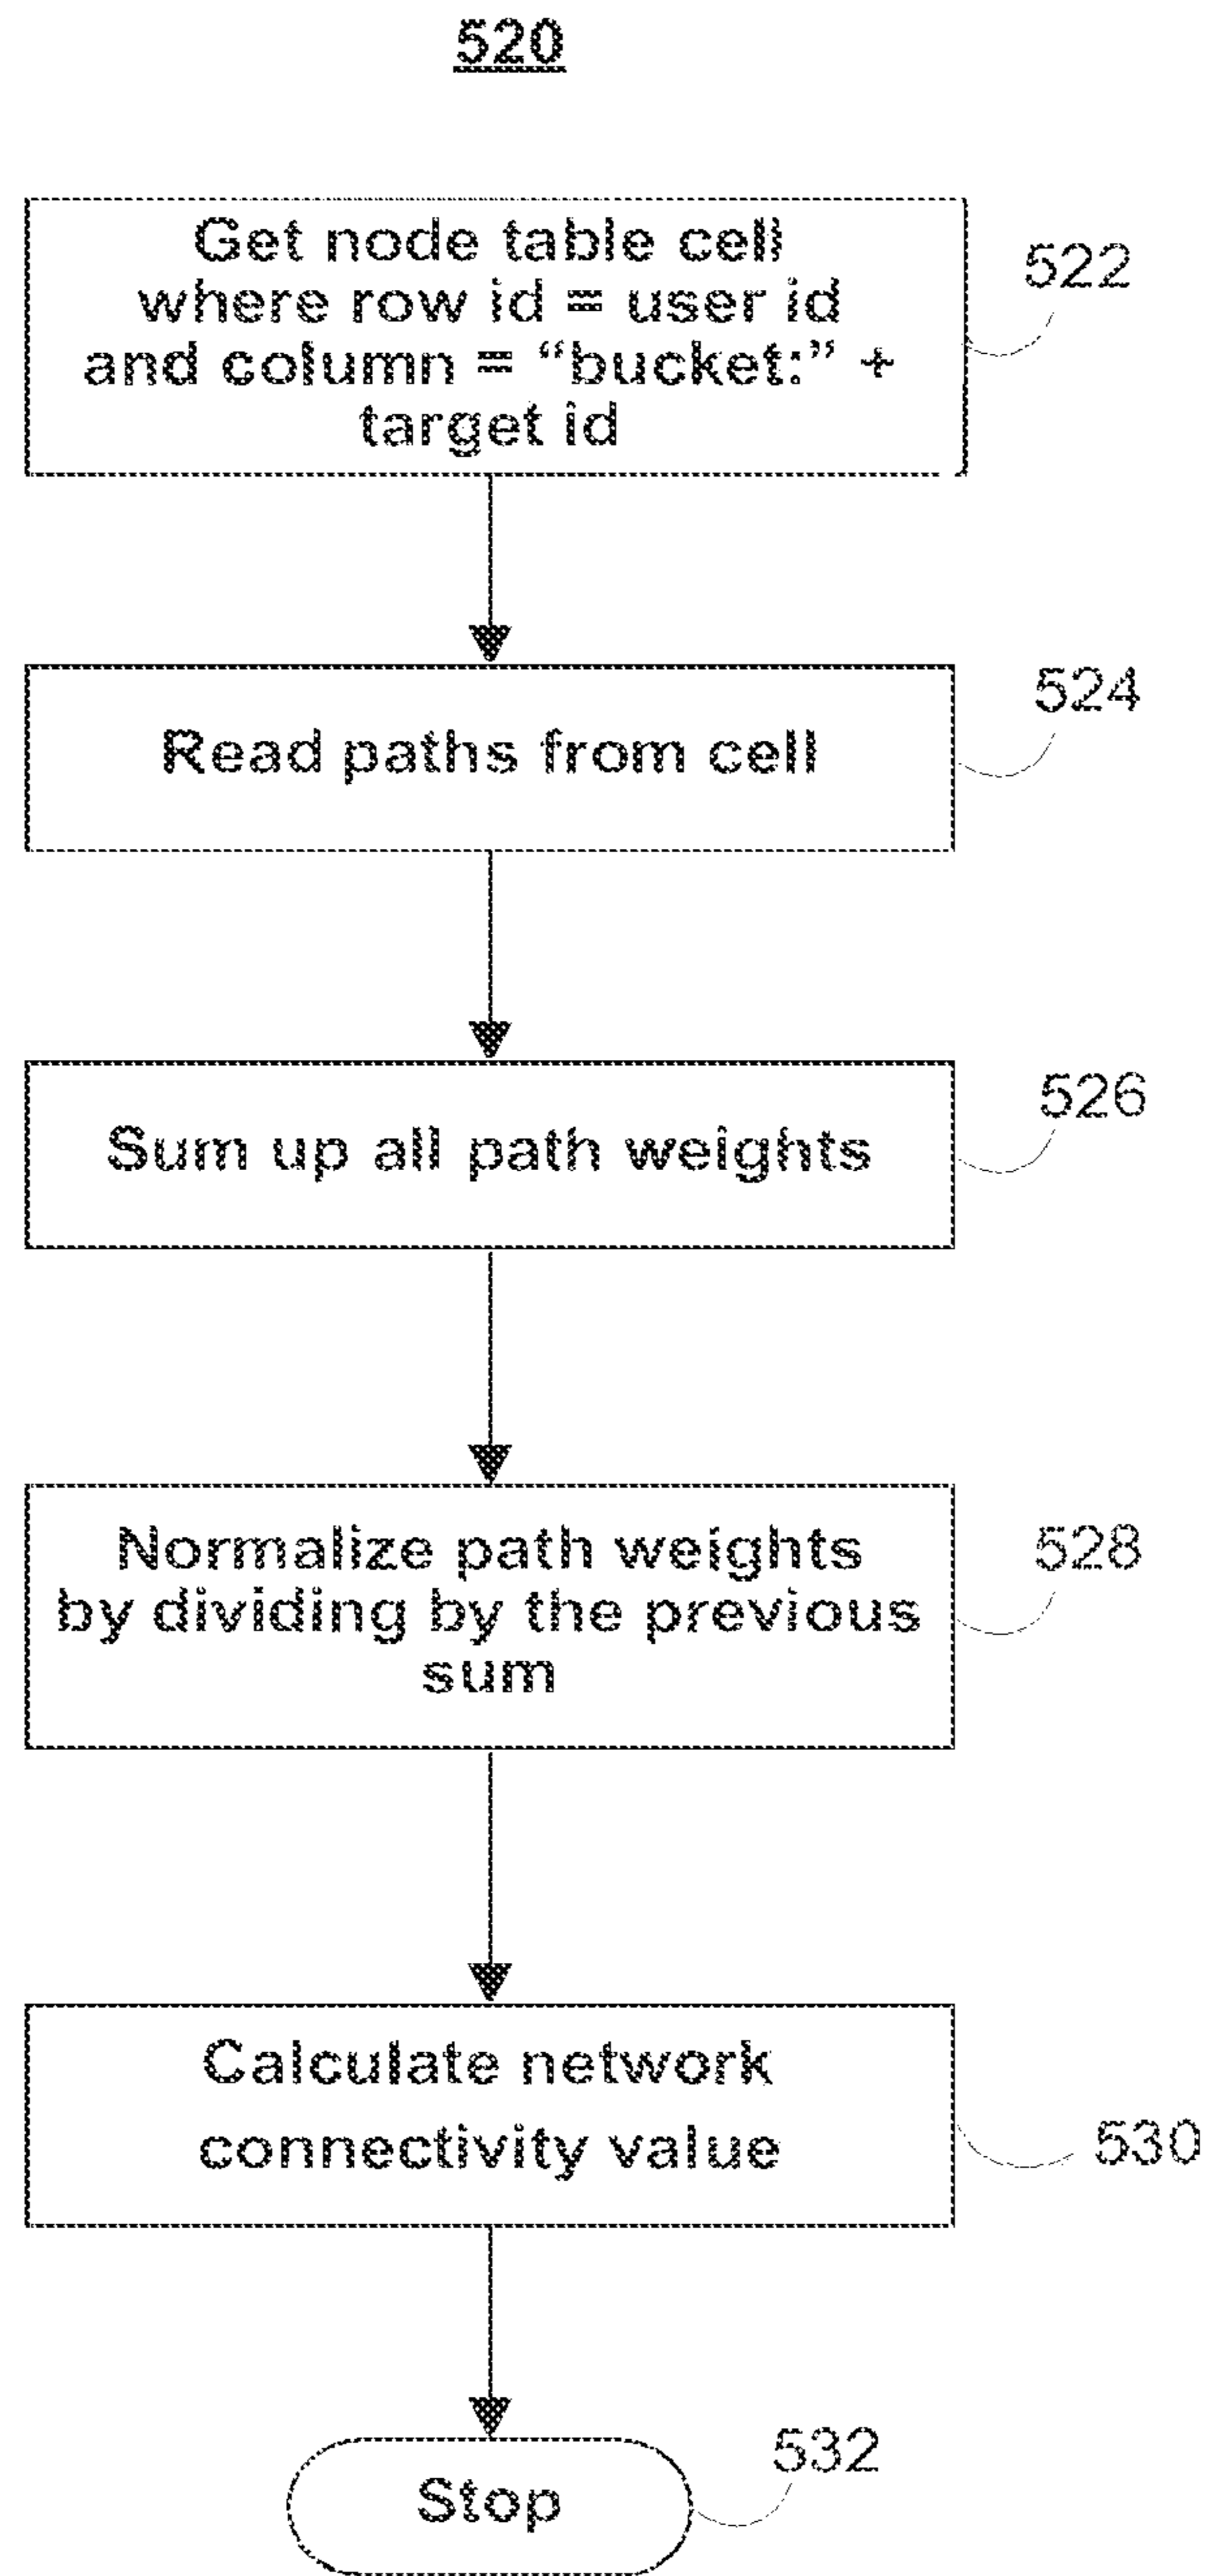 520
Get node table cell
where row id = user id
and column = “bucket:” +
target id
522
Read paths from cell
524
Sum up all path weights
526
Normalize path weights
by dividing by the previous
sum
528
Calculate network
connectivity value
530
Stop
532